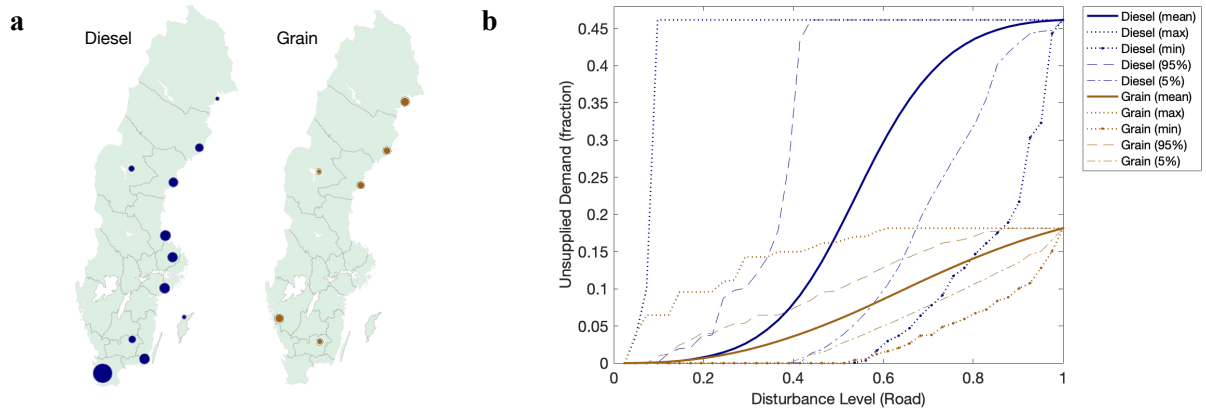 a
Diesel
Grain
b
Unsupplied Demand (fraction)
0.45
0.4
0.35
0.3
0.25
0.2
0.15
0.1
0.05
0
0
0.2
0.4
0.6
0.8
1
Disturbance Level (Road)
Diesel (mean)
Diesel (max)
Diesel (min)
Diesel (95%)
Diesel (5%)
Grain (mean)
Grain (max)
Grain (min)
Grain (95%)
Grain (5%)